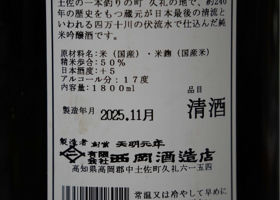 土佐の一本釣りの町 久礼の地で、約240
年の歴史をもつ蔵元が日本最後の清流と
いわれる四万十川の伏流水で仕込んだ純
米吟醸酒です。
原材料名：米（国産）・米麹（国産米）
精米歩合：50％
日本酒度：＋5
アルコール分：17度
内容量：1800ml
品目
清酒
製造年月 2025.11月
製造者 創業 天明元年
有限会社 西岡酒造店
高知県高岡郡中土佐町久礼六一五四
常温又は冷やして早めに